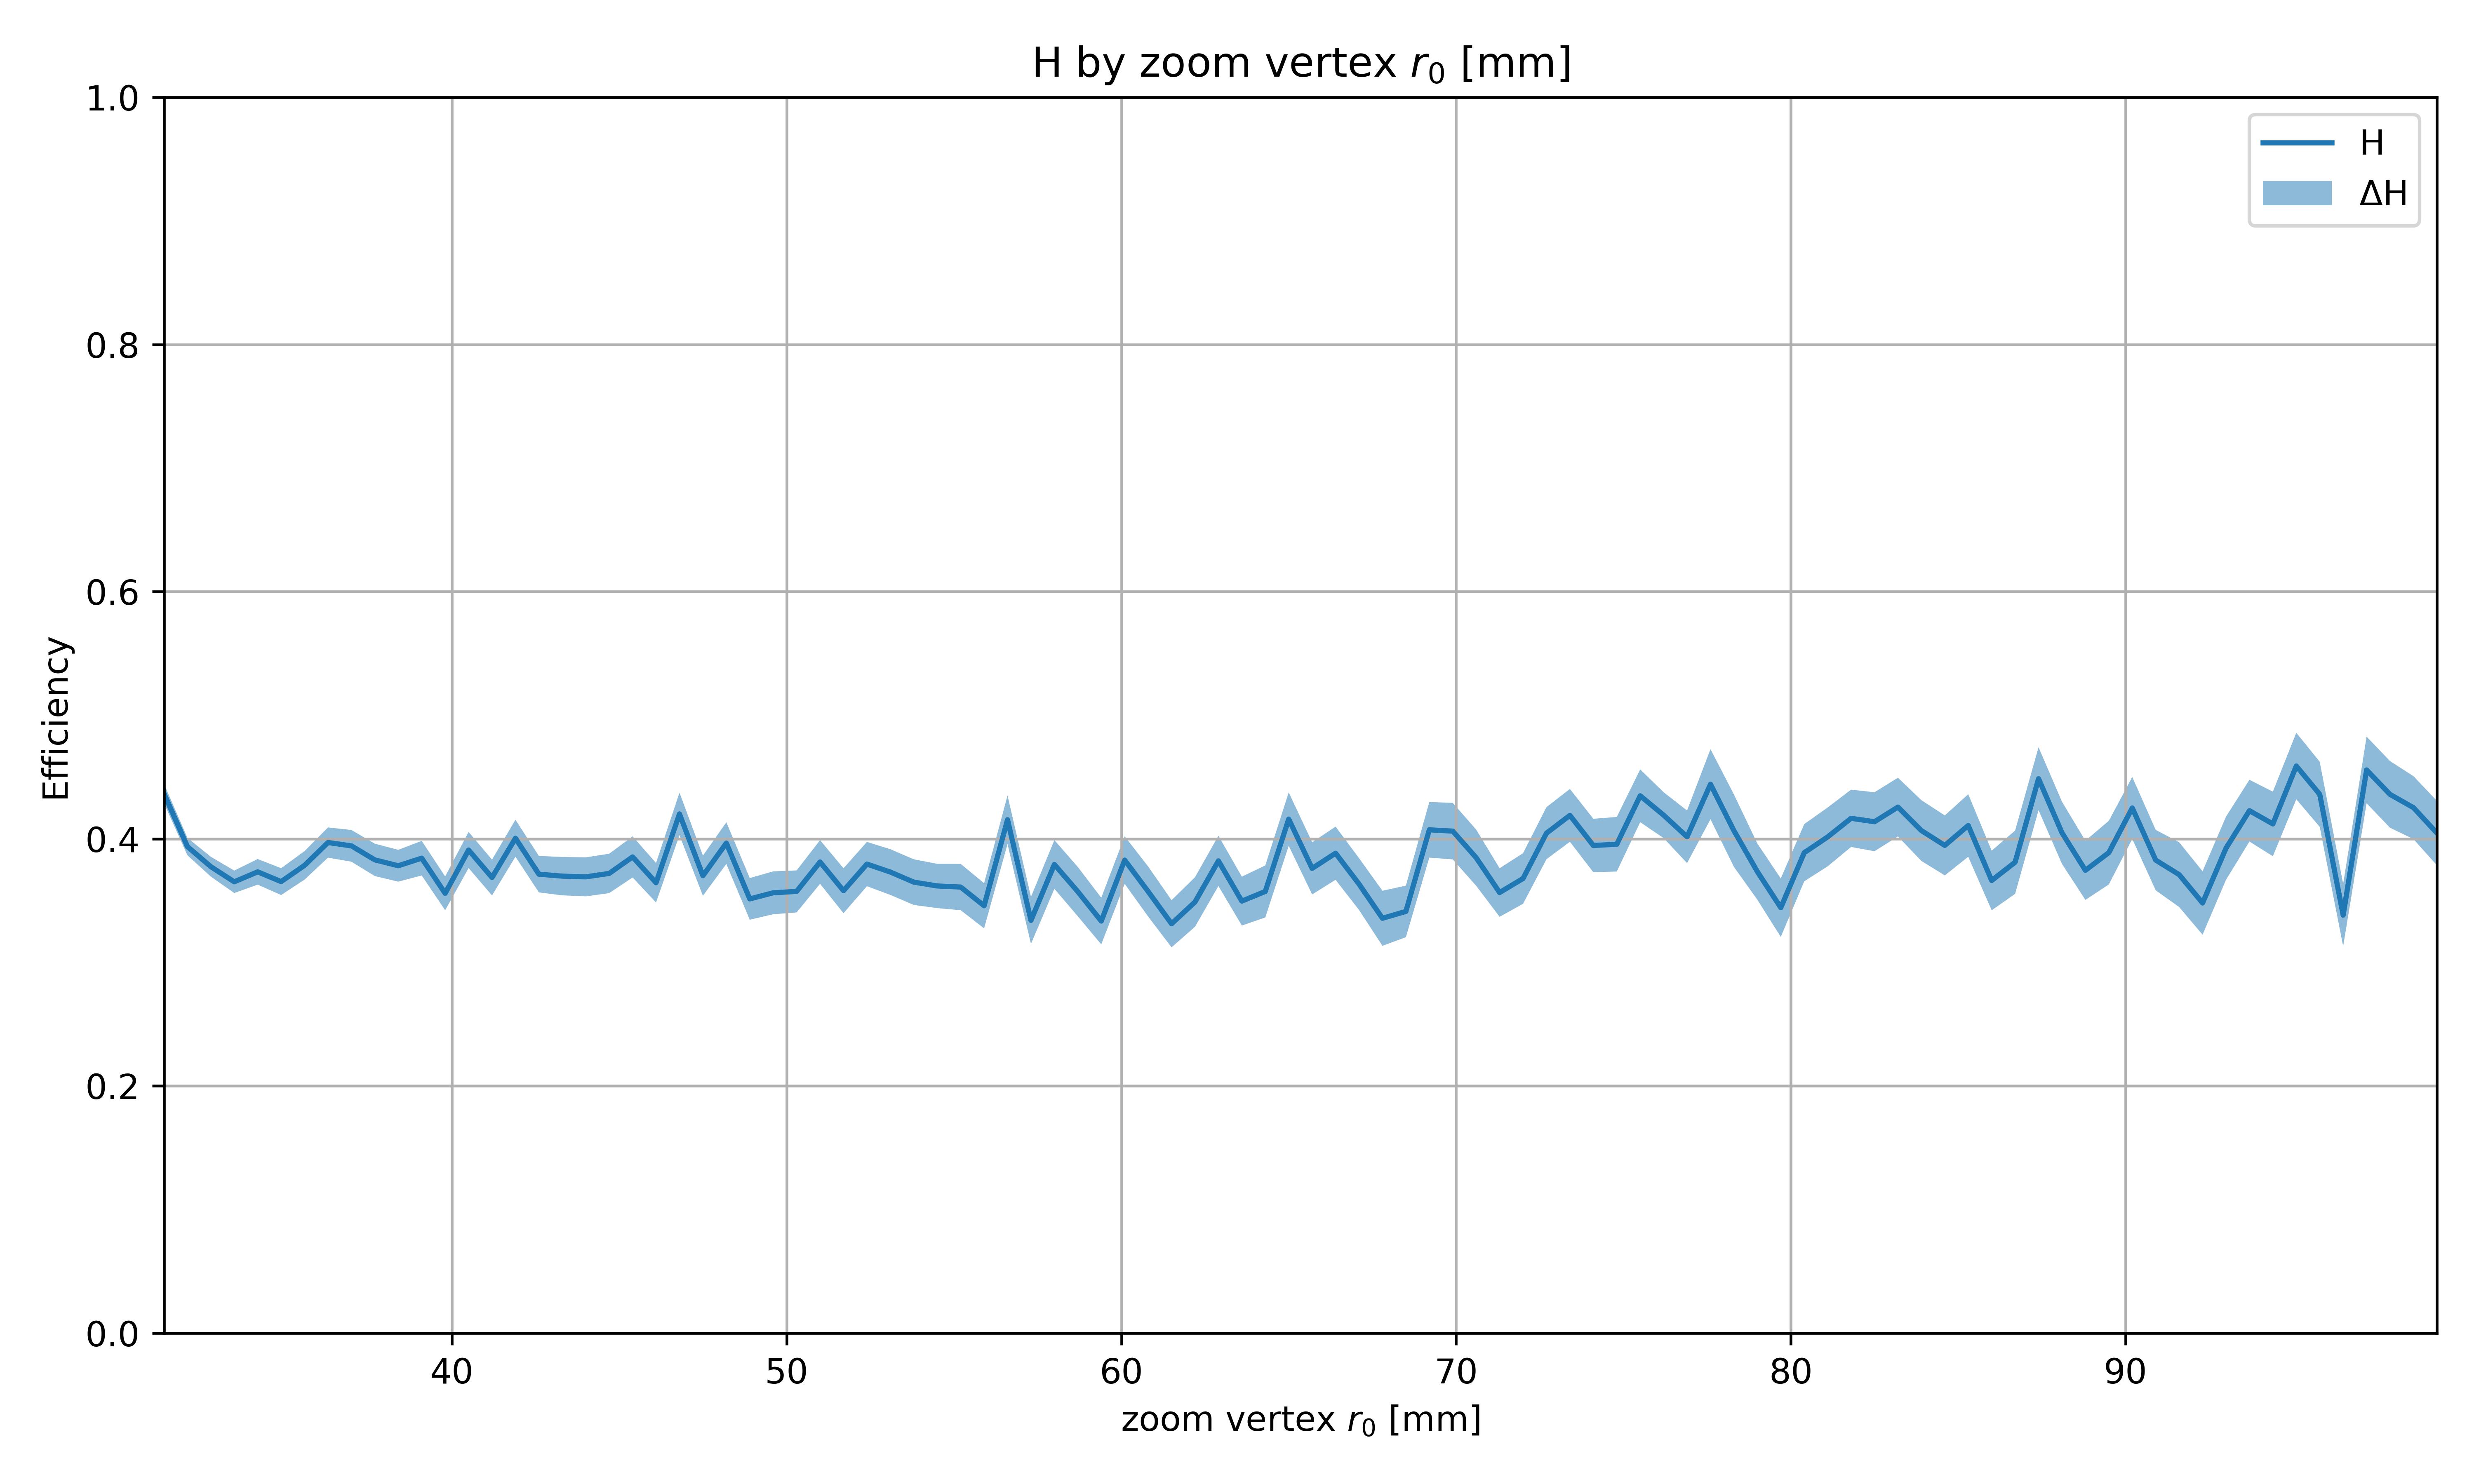 H by zoom vertex r₀ [mm]
H
ΔH
1.0
0.8
0.6
0.4
0.2
0.0
Efficiency
40 50 60 70 80 90
zoom vertex r₀ [mm]